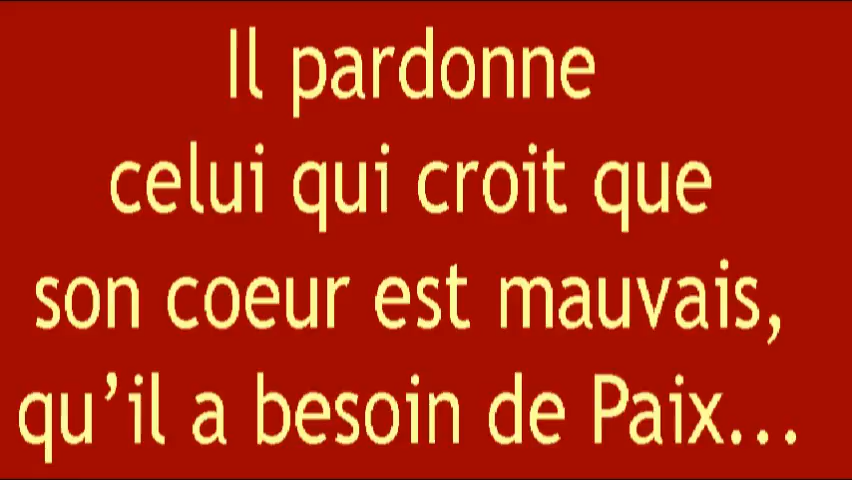 Il pardonne
celui qui croit que
son coeur est mauvais,
qu’il a besoin de Paix...